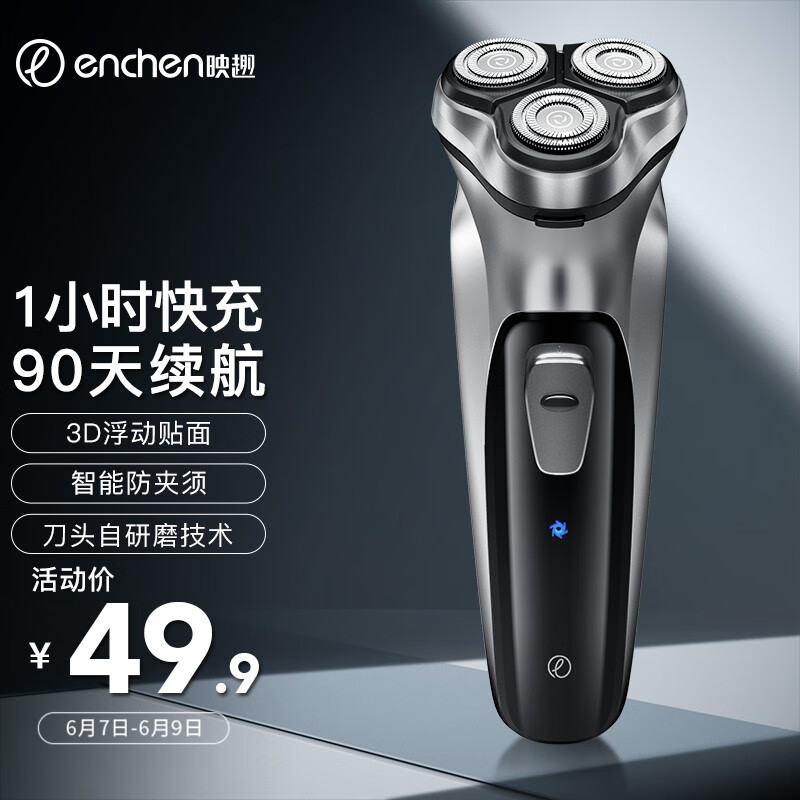 enchen映趣
1小时快充
90天续航
3D浮动贴面
智能防夹须
刀头自研磨技术
活动价
¥49.9
6月7日-6月9日